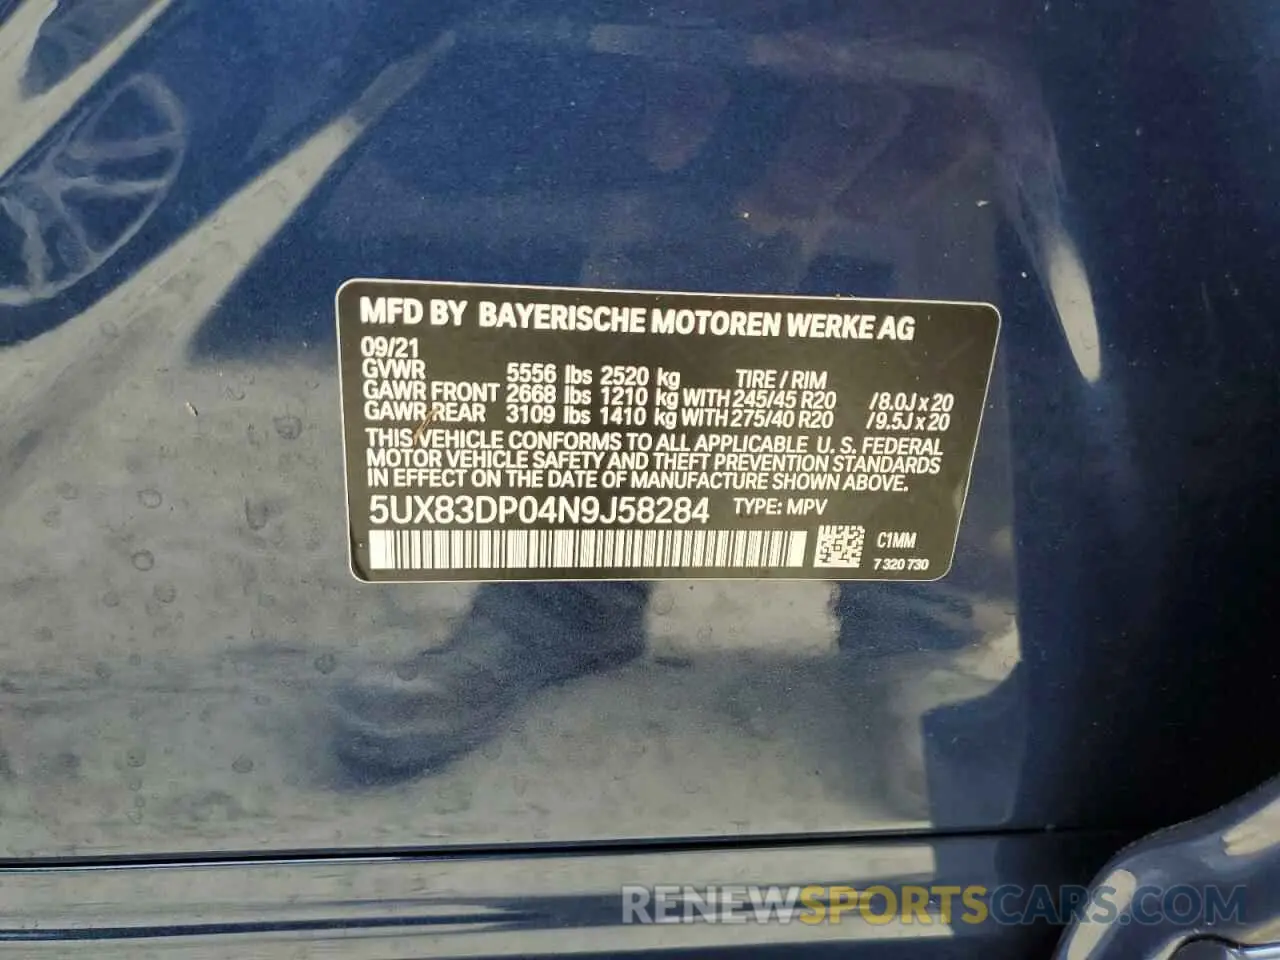 MFD BY BAYERISCHE MOTOREN WERKE AG
09/21
GVWR 5556 lbs 2520 kg TIRE / RIM
GAWR FRONT 2668 lbs 1210 kg WITH 245/45 R20 /8.0J x 20
GAWR REAR 3109 lbs 1410 kg WITH 275/40 R20 /9.5J x 20
THIS VEHICLE CONFORMS TO ALL APPLICABLE U. S. FEDERAL
MOTOR VEHICLE SAFETY AND THEFT PREVENTION STANDARDS
IN EFFECT ON THE DATE OF MANUFACTURE SHOWN ABOVE.
5UX83DP04N9J58284 TYPE: MPV
C1MM
7 320 730
RENEWSPORTSCARS.COM